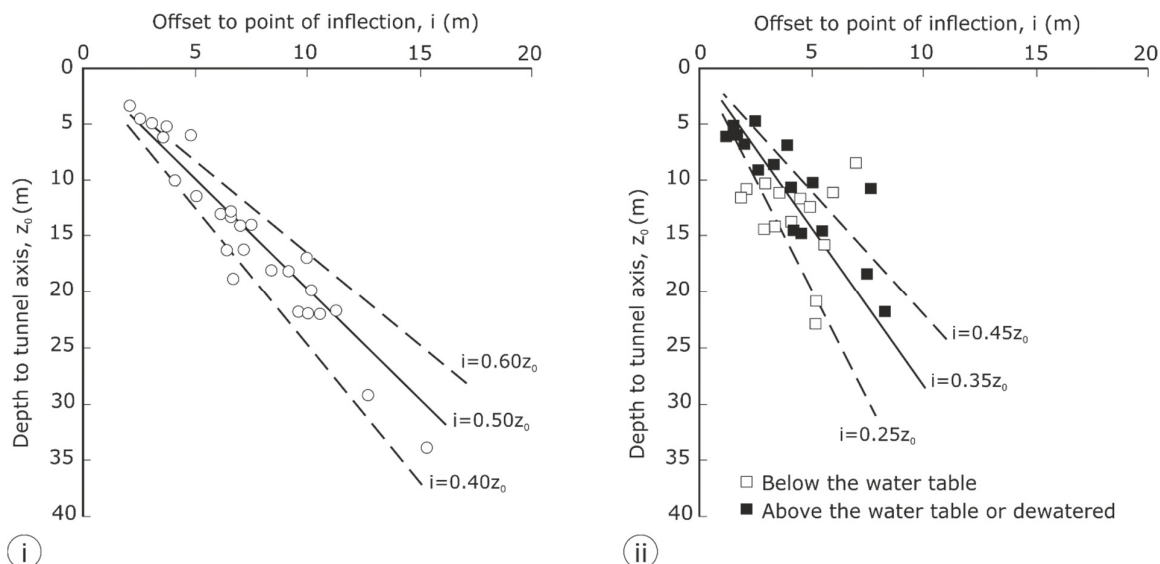 Offset to point of inflection, i (m)
0 5 10 15 20
0
5
10
15
20
25
30
35
40
Depth to tunnel axis, z₀ (m)
i=0.60z₀
i=0.50z₀
i=0.40z₀
i
Offset to point of inflection, i (m)
0 5 10 15 20
0
5
10
15
20
25
30
35
40
Depth to tunnel axis, z₀ (m)
i=0.45z₀
i=0.35z₀
i=0.25z₀
Below the water table
Above the water table or dewatered
ii